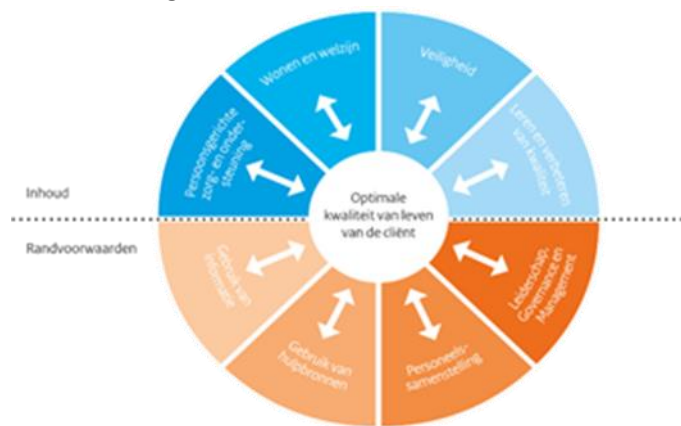 Wonen en welzijn
Veiligheid
Persoonsgerichte
zorg- en onder-
steuning
Leren en verbeteren
van kwaliteit
Inhoud
Optimale
kwaliteit van leven
van de cliënt
Randvoorwaarden
Gebruik van
informatie
Leiderschap,
Governance en
Management
Gebruik van
hulpbronnen
Personeels-
samenstelling